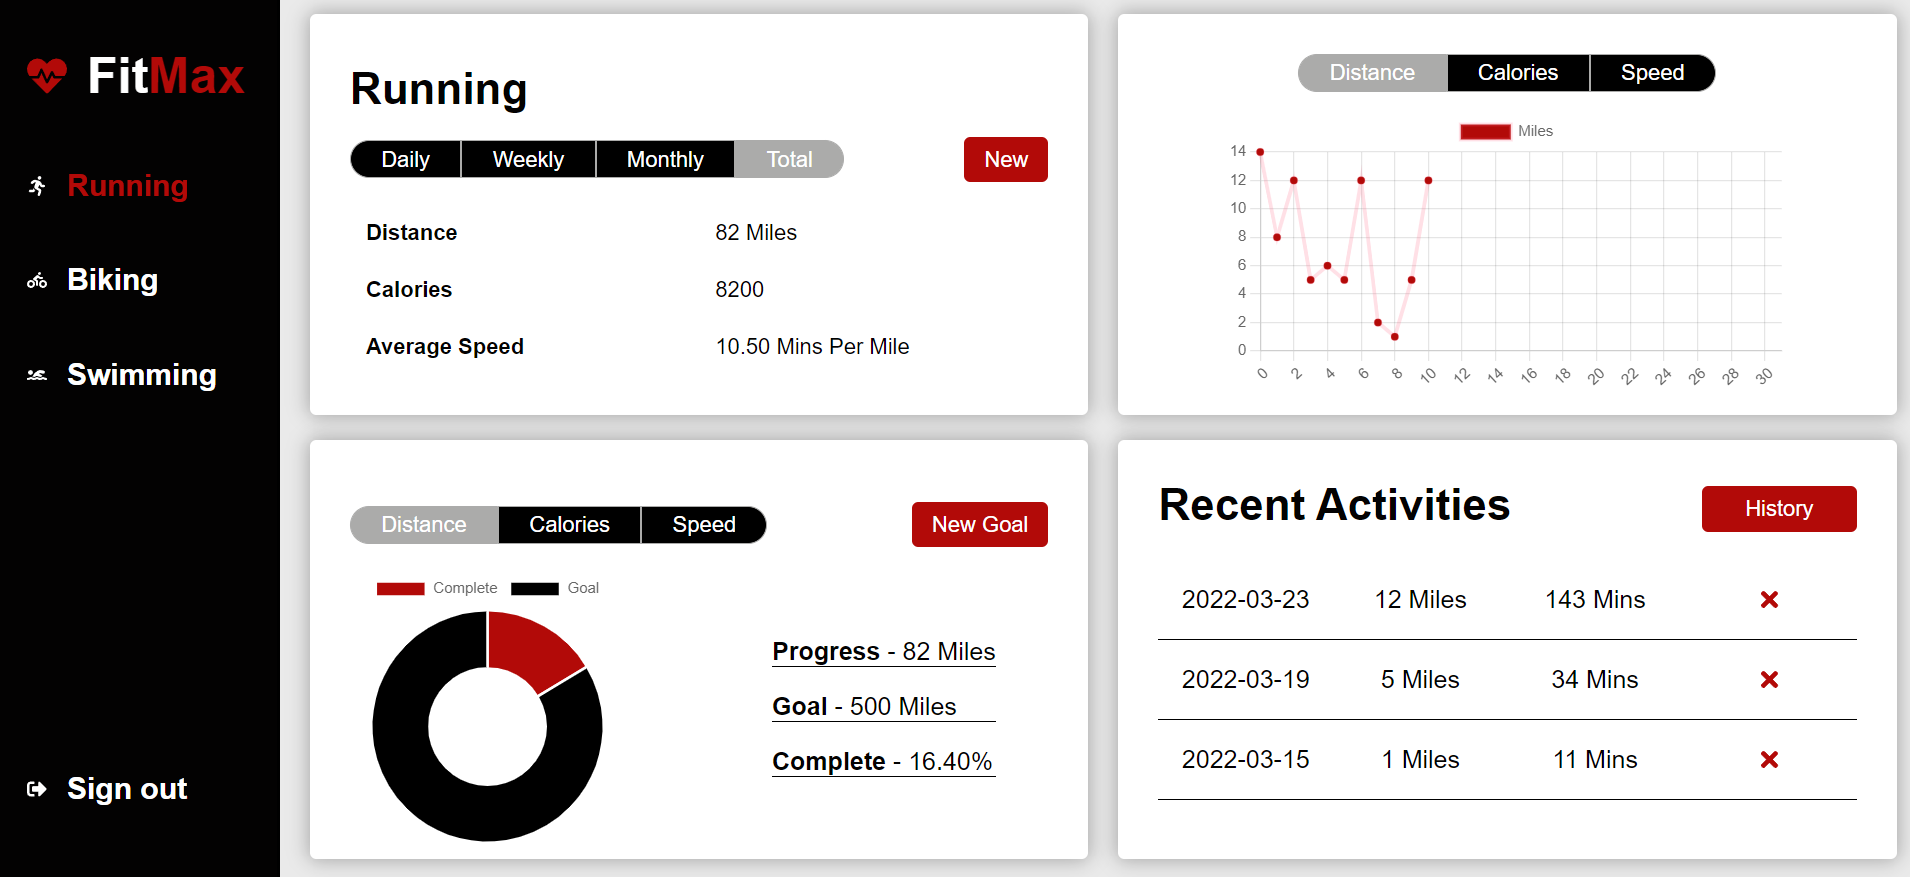 FitMax
Running
Biking
Swimming
Sign out
Running
Daily Weekly Monthly Total New
Distance 82 Miles
Calories 8200
Average Speed 10.50 Mins Per Mile
Distance Calories Speed
Miles
14
12
10
8
6
4
2
0
0 2 4 6 8 10 12 14 16 18 20 22 24 26 28 30
Distance Calories Speed New Goal
Complete Goal
Progress - 82 Miles
Goal - 500 Miles
Complete - 16.40%
Recent Activities History
2022-03-23 12 Miles 143 Mins
2022-03-19 5 Miles 34 Mins
2022-03-15 1 Miles 11 Mins